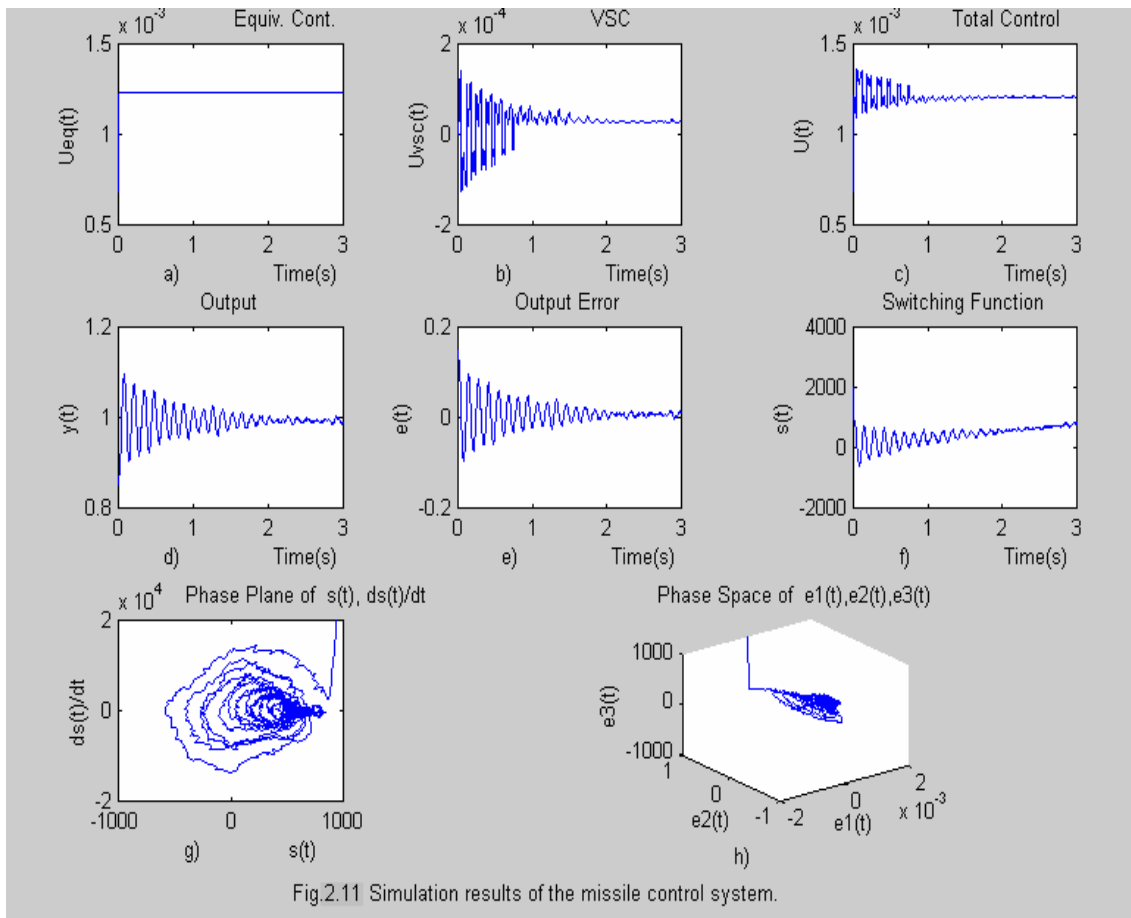 x 10-3 Equiv. Cont.
1.5
1
0.5
Ueq(t)
0 1 2 3
a) Time(s)
x 10-4 VSC
2
0
-2
Uvsc(t)
0 1 2 3
b) Time(s)
x 10-3 Total Control
1.5
1
0.5
U(t)
0 1 2 3
c) Time(s)
Output
1.2
1
0.8
y(t)
0 1 2 3
d) Time(s)
Output Error
0.2
0
-0.2
e(t)
0 1 2 3
e) Time(s)
Switching Function
4000
2000
0
-2000
s(t)
0 1 2 3
f) Time(s)
x 104 Phase Plane of s(t), ds(t)/dt
2
0
-2
ds(t)/dt
-1000 0 1000
g) s(t)
Phase Space of e1(t),e2(t),e3(t)
1000
0
-1000
e3(t)
1
0
-1
e2(t)
-2
0
2
e1(t)
x 10-3
h)
Fig.2.11 Simulation results of the missile control system.